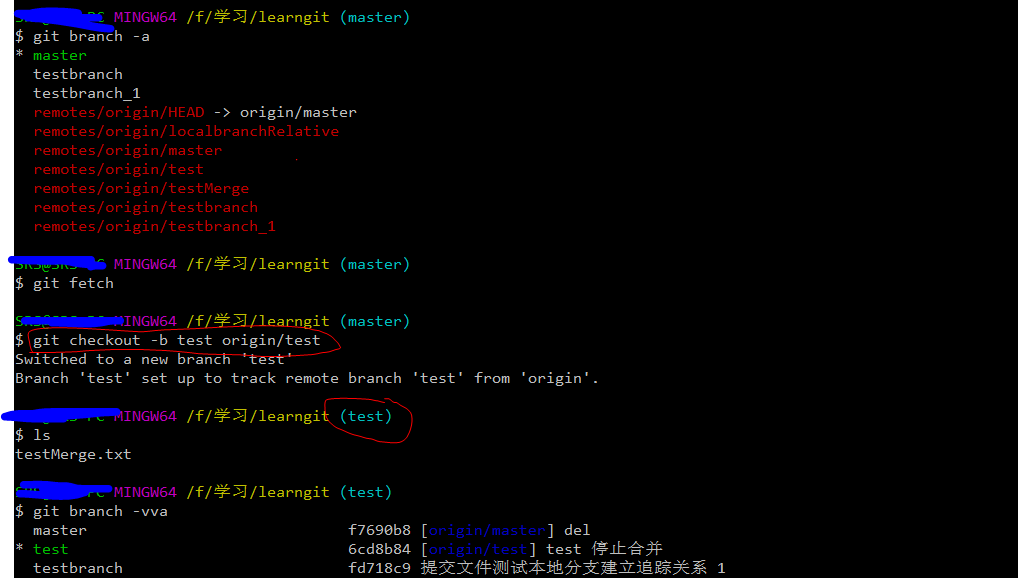 MINGW64 /f/学习/learngit (master)
$ git branch -a
* master
testbranch
testbranch_1
remotes/origin/HEAD -> origin/master
remotes/origin/localbranchRelative
remotes/origin/master
remotes/origin/test
remotes/origin/testMerge
remotes/origin/testbranch
remotes/origin/testbranch_1
MINGW64 /f/学习/learngit (master)
$ git fetch
MINGW64 /f/学习/learngit (master)
$ git checkout -b test origin/test
Switched to a new branch 'test'
Branch 'test' set up to track remote branch 'test' from 'origin'.
MINGW64 /f/学习/learngit (test)
$ ls
testMerge.txt
MINGW64 /f/学习/learngit (test)
$ git branch -vva
master f7690b8 [origin/master] del
* test 6cd8b84 [origin/test] test 停止合并
testbranch fd718c9 提交文件测试本地分支建立追踪关系 1